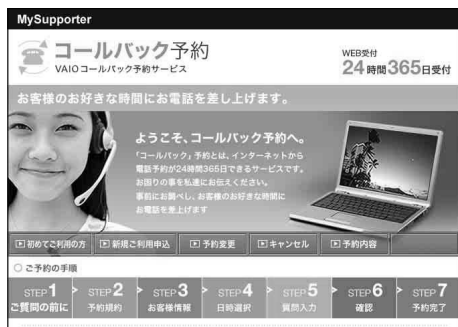 MySupporter
コールバック予約
VAIOコールバック予約サービス
WEB受付
24時間365日受付
お客様のお好きな時間にお電話を差し上げます。
ようこそ、コールバック予約へ。
「コールバック」予約とは、インターネットから
電話予約が24時間365日できるサービスです。
お困りの事を私達にお伝えください。
事前にお調べし、お客様のお好きな時間に
お電話を差し上げます
初めてご利用の方 新規ご利用申込 予約変更 キャンセル 予約内容
ご予約の手順
STEP1 STEP2 STEP3 STEP4 STEP5 STEP6 STEP7
ご質問の前に 予約規約 お客様情報 日時選択 質問入力 確認 予約完了